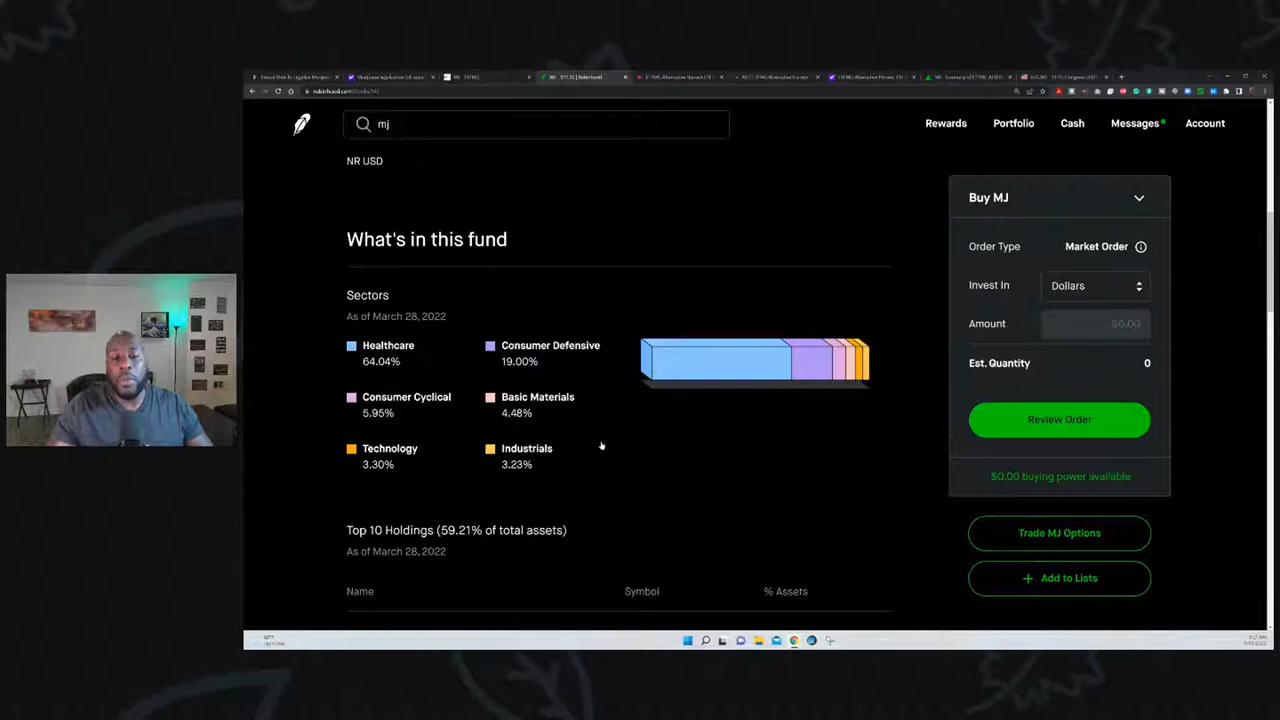 mj
Rewards
Portfolio
Cash
Messages
Account
NR USD
What's in this fund
Sectors
As of March 28, 2022
Healthcare
64.04%
Consumer Defensive
19.00%
Consumer Cyclical
5.95%
Basic Materials
4.48%
Technology
3.30%
Industrials
3.23%
Top 10 Holdings (59.21% of total assets)
As of March 28, 2022
Name Symbol % Assets
Buy MJ
Order Type Market Order
Invest In Dollars
Amount $0.00
Est. Quantity 0
Review Order
$0.00 buying power available
Trade MJ Options
+ Add to Lists